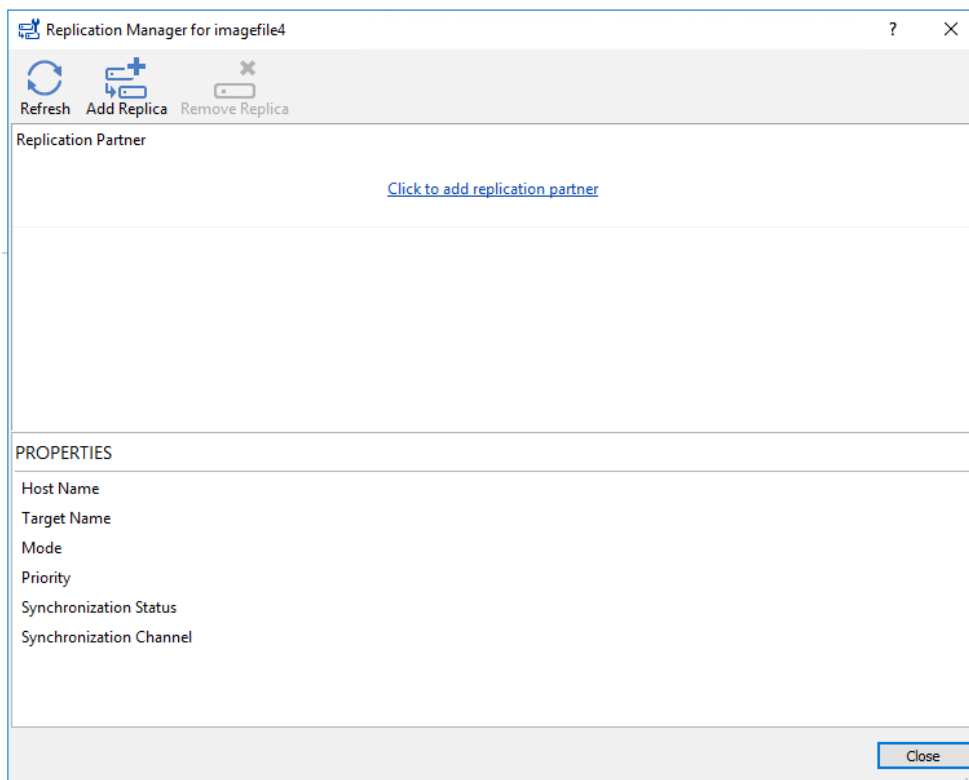 Replication Manager for imagefile4
?
Refresh Add Replica Remove Replica
Replication Partner
Click to add replication partner
PROPERTIES
Host Name
Target Name
Mode
Priority
Synchronization Status
Synchronization Channel
Close